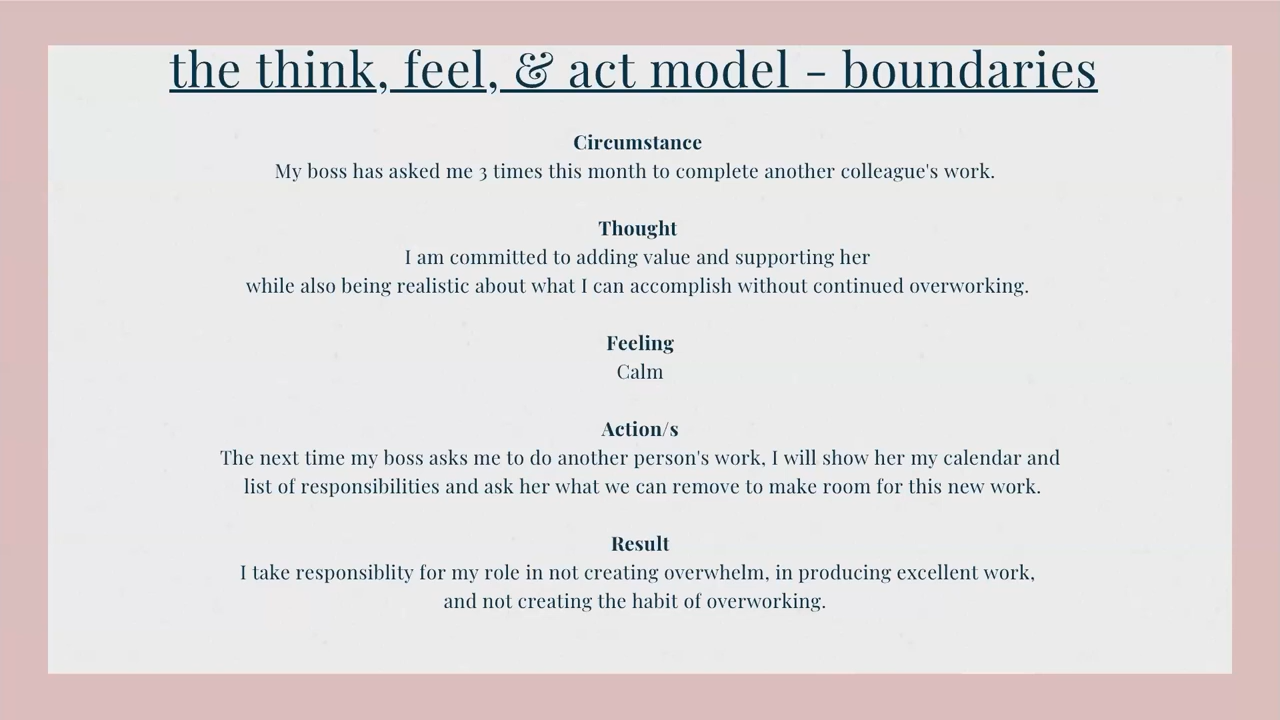 the think, feel, & act model - boundaries
Circumstance
My boss has asked me 3 times this month to complete another colleague's work.
Thought
I am committed to adding value and supporting her
while also being realistic about what I can accomplish without continued overworking.
Feeling
Calm
Action/s
The next time my boss asks me to do another person's work, I will show her my calendar and
list of responsibilities and ask her what we can remove to make room for this new work.
Result
I take responsiblity for my role in not creating overwhelm, in producing excellent work,
and not creating the habit of overworking.